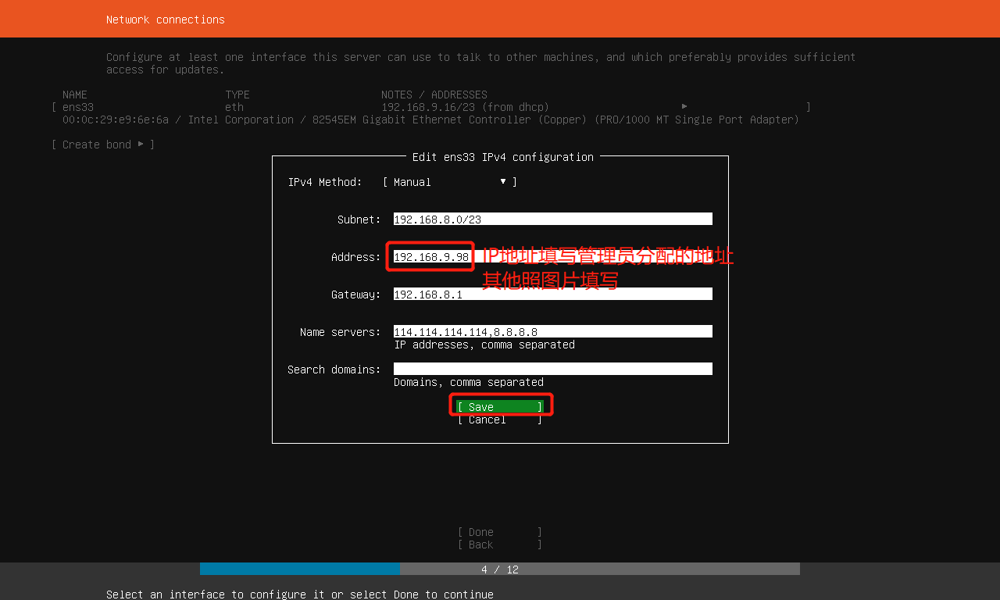 Network connections
Configure at least one interface this server can use to talk to other machines, and which preferably provides sufficient
access for updates.
NAME TYPE NOTES / ADDRESSES
[ ens33 eth 192.168.9.16/23 (from dhcp) ▸ ]
00:0c:29:e9:6e:6a / Intel Corporation / 82545EM Gigabit Ethernet Controller (Copper) (PRO/1000 MT Single Port Adapter)
[ Create bond ▸ ]
Edit ens33 IPv4 configuration
IPv4 Method: [ Manual ▾ ]
Subnet: 192.168.8.0/23
Address: 192.168.9.98
IP地址填写管理员分配的地址
其他照图片填写
Gateway: 192.168.8.1
Name servers: 114.114.114.114,8.8.8.8
IP addresses, comma separated
Search domains:
Domains, comma separated
[ Save ]
[ Cancel ]
[ Done ]
[ Back ]
4 / 12
Select an interface to configure it or select Done to continue